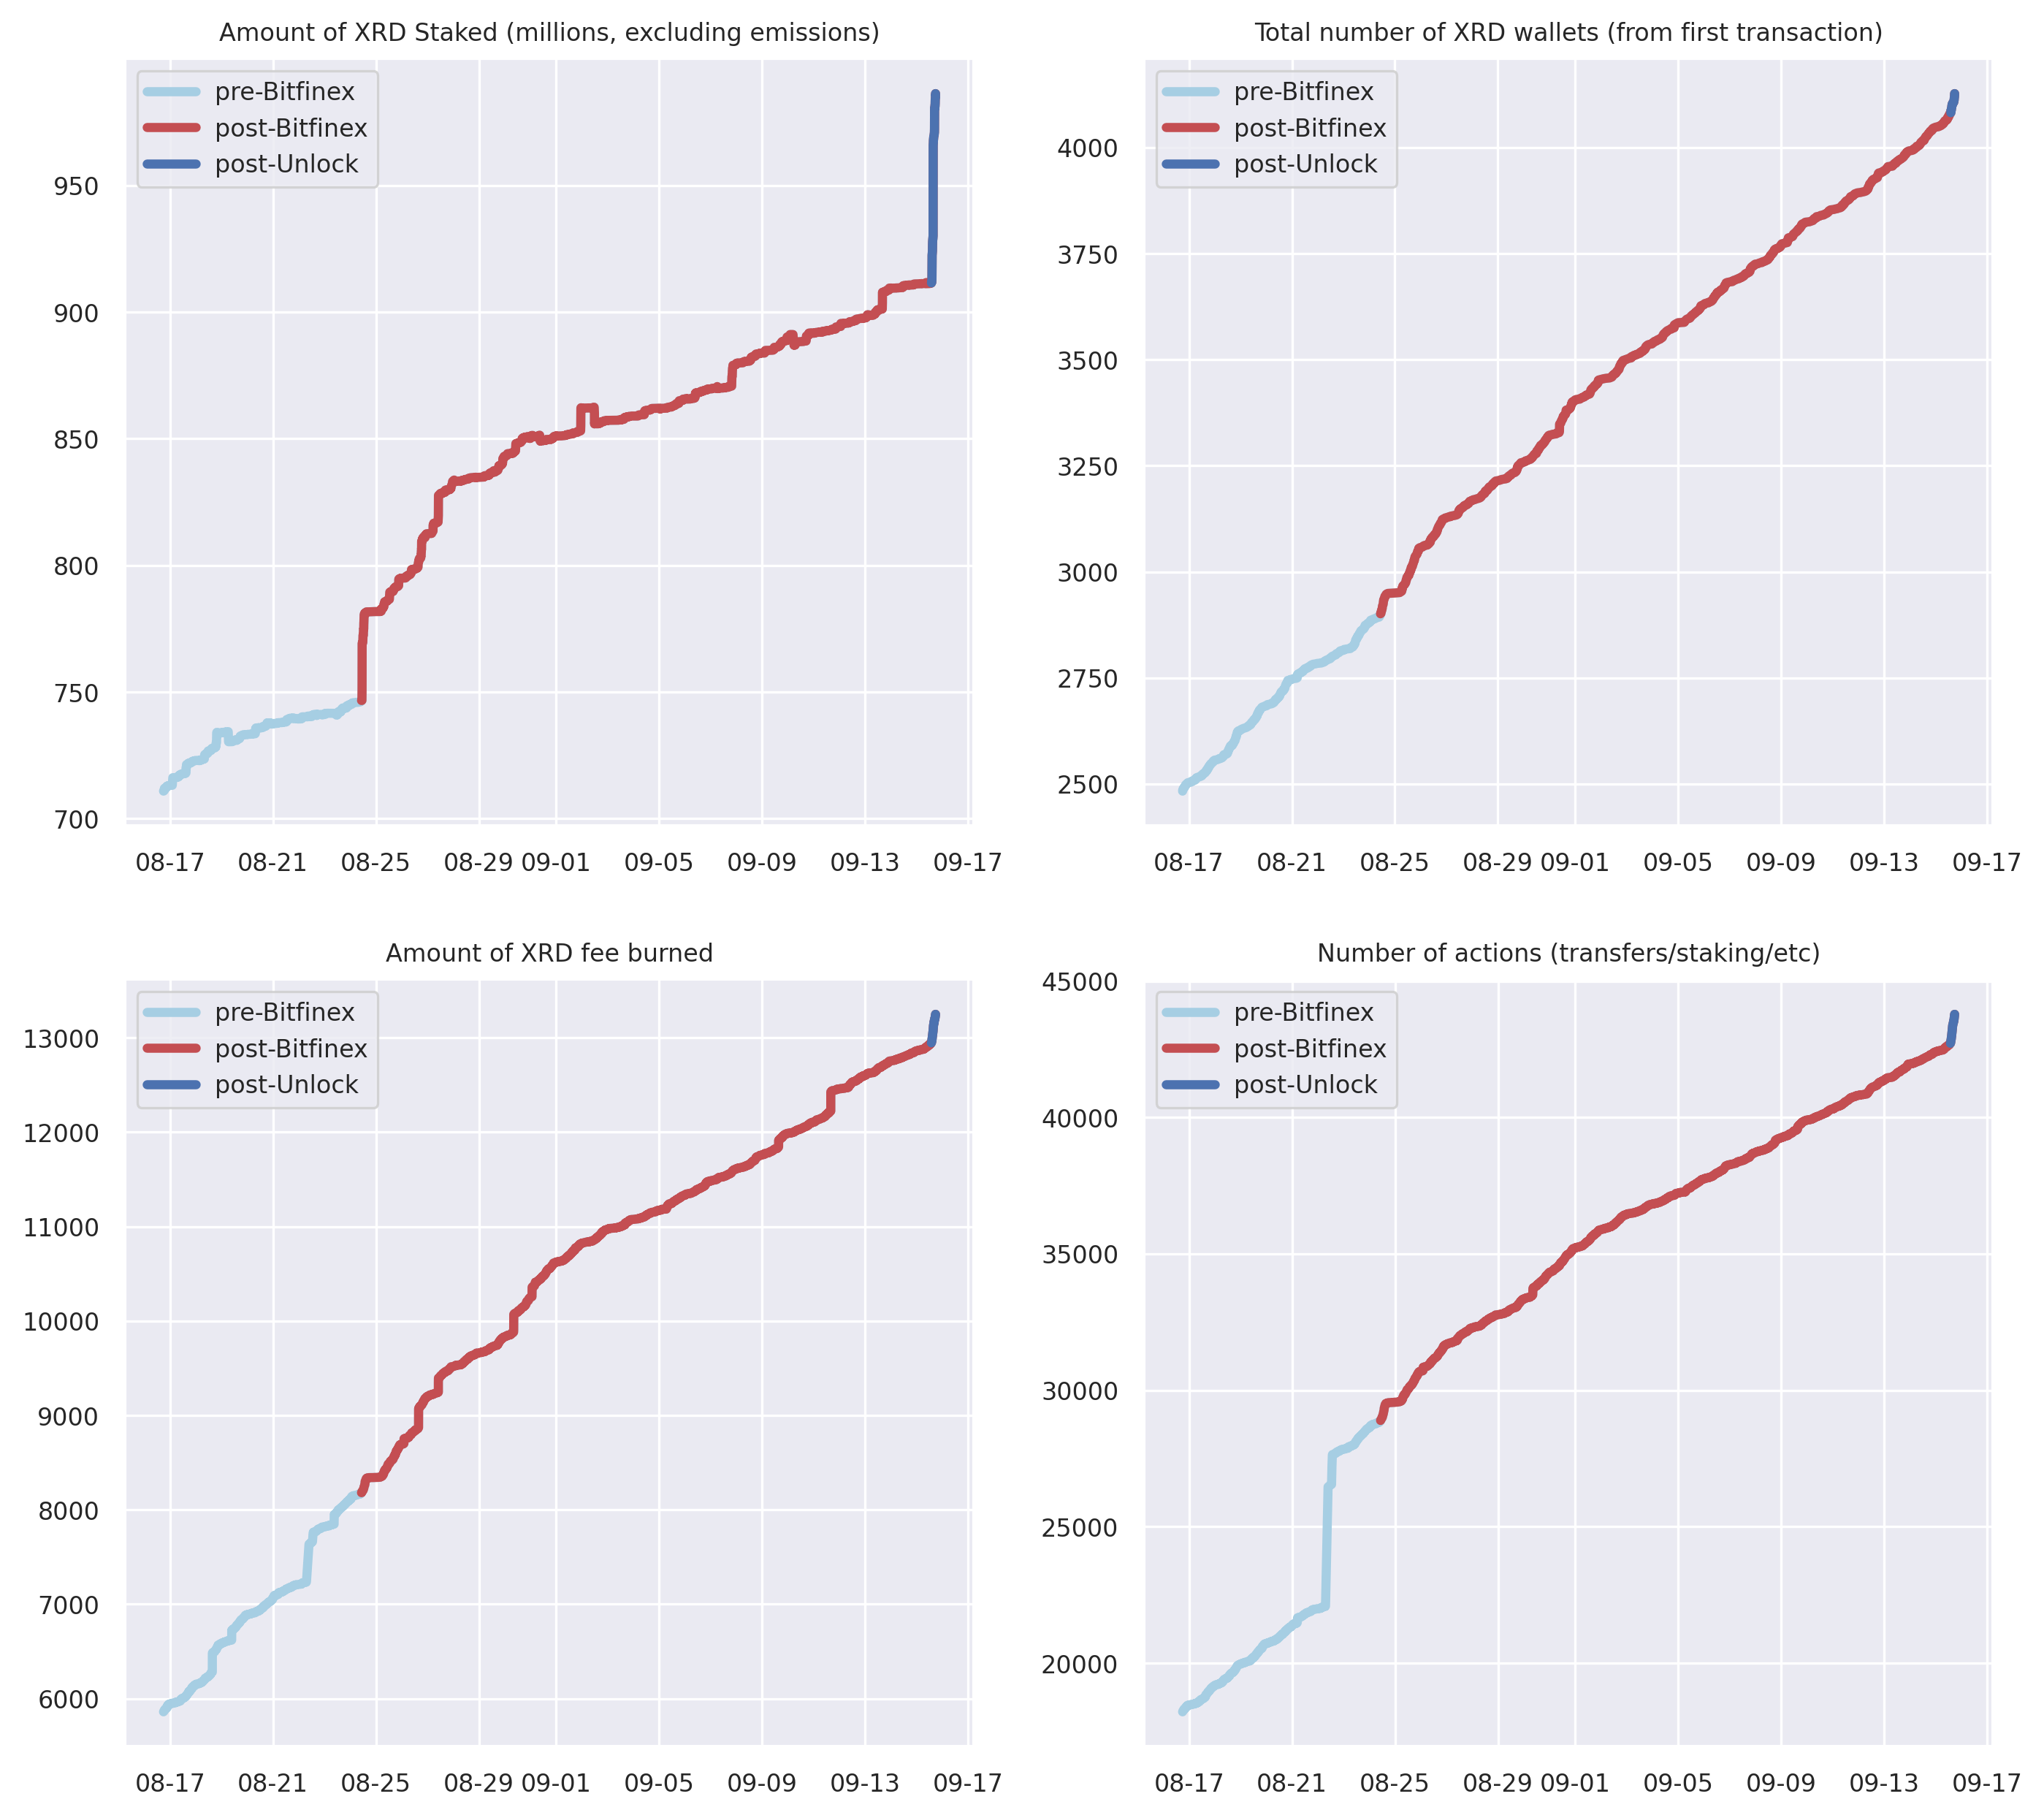 Amount of XRD Staked (millions, excluding emissions)
pre-Bitfinex
post-Bitfinex
post-Unlock
950
900
850
800
750
700
08-17 08-21 08-25 08-29 09-01 09-05 09-09 09-13 09-17
Total number of XRD wallets (from first transaction)
pre-Bitfinex
post-Bitfinex
post-Unlock
4000
3750
3500
3250
3000
2750
2500
08-17 08-21 08-25 08-29 09-01 09-05 09-09 09-13 09-17
Amount of XRD fee burned
pre-Bitfinex
post-Bitfinex
post-Unlock
13000
12000
11000
10000
9000
8000
7000
6000
08-17 08-21 08-25 08-29 09-01 09-05 09-09 09-13 09-17
Number of actions (transfers/staking/etc)
45000
pre-Bitfinex
post-Bitfinex
post-Unlock
40000
35000
30000
25000
20000
08-17 08-21 08-25 08-29 09-01 09-05 09-09 09-13 09-17